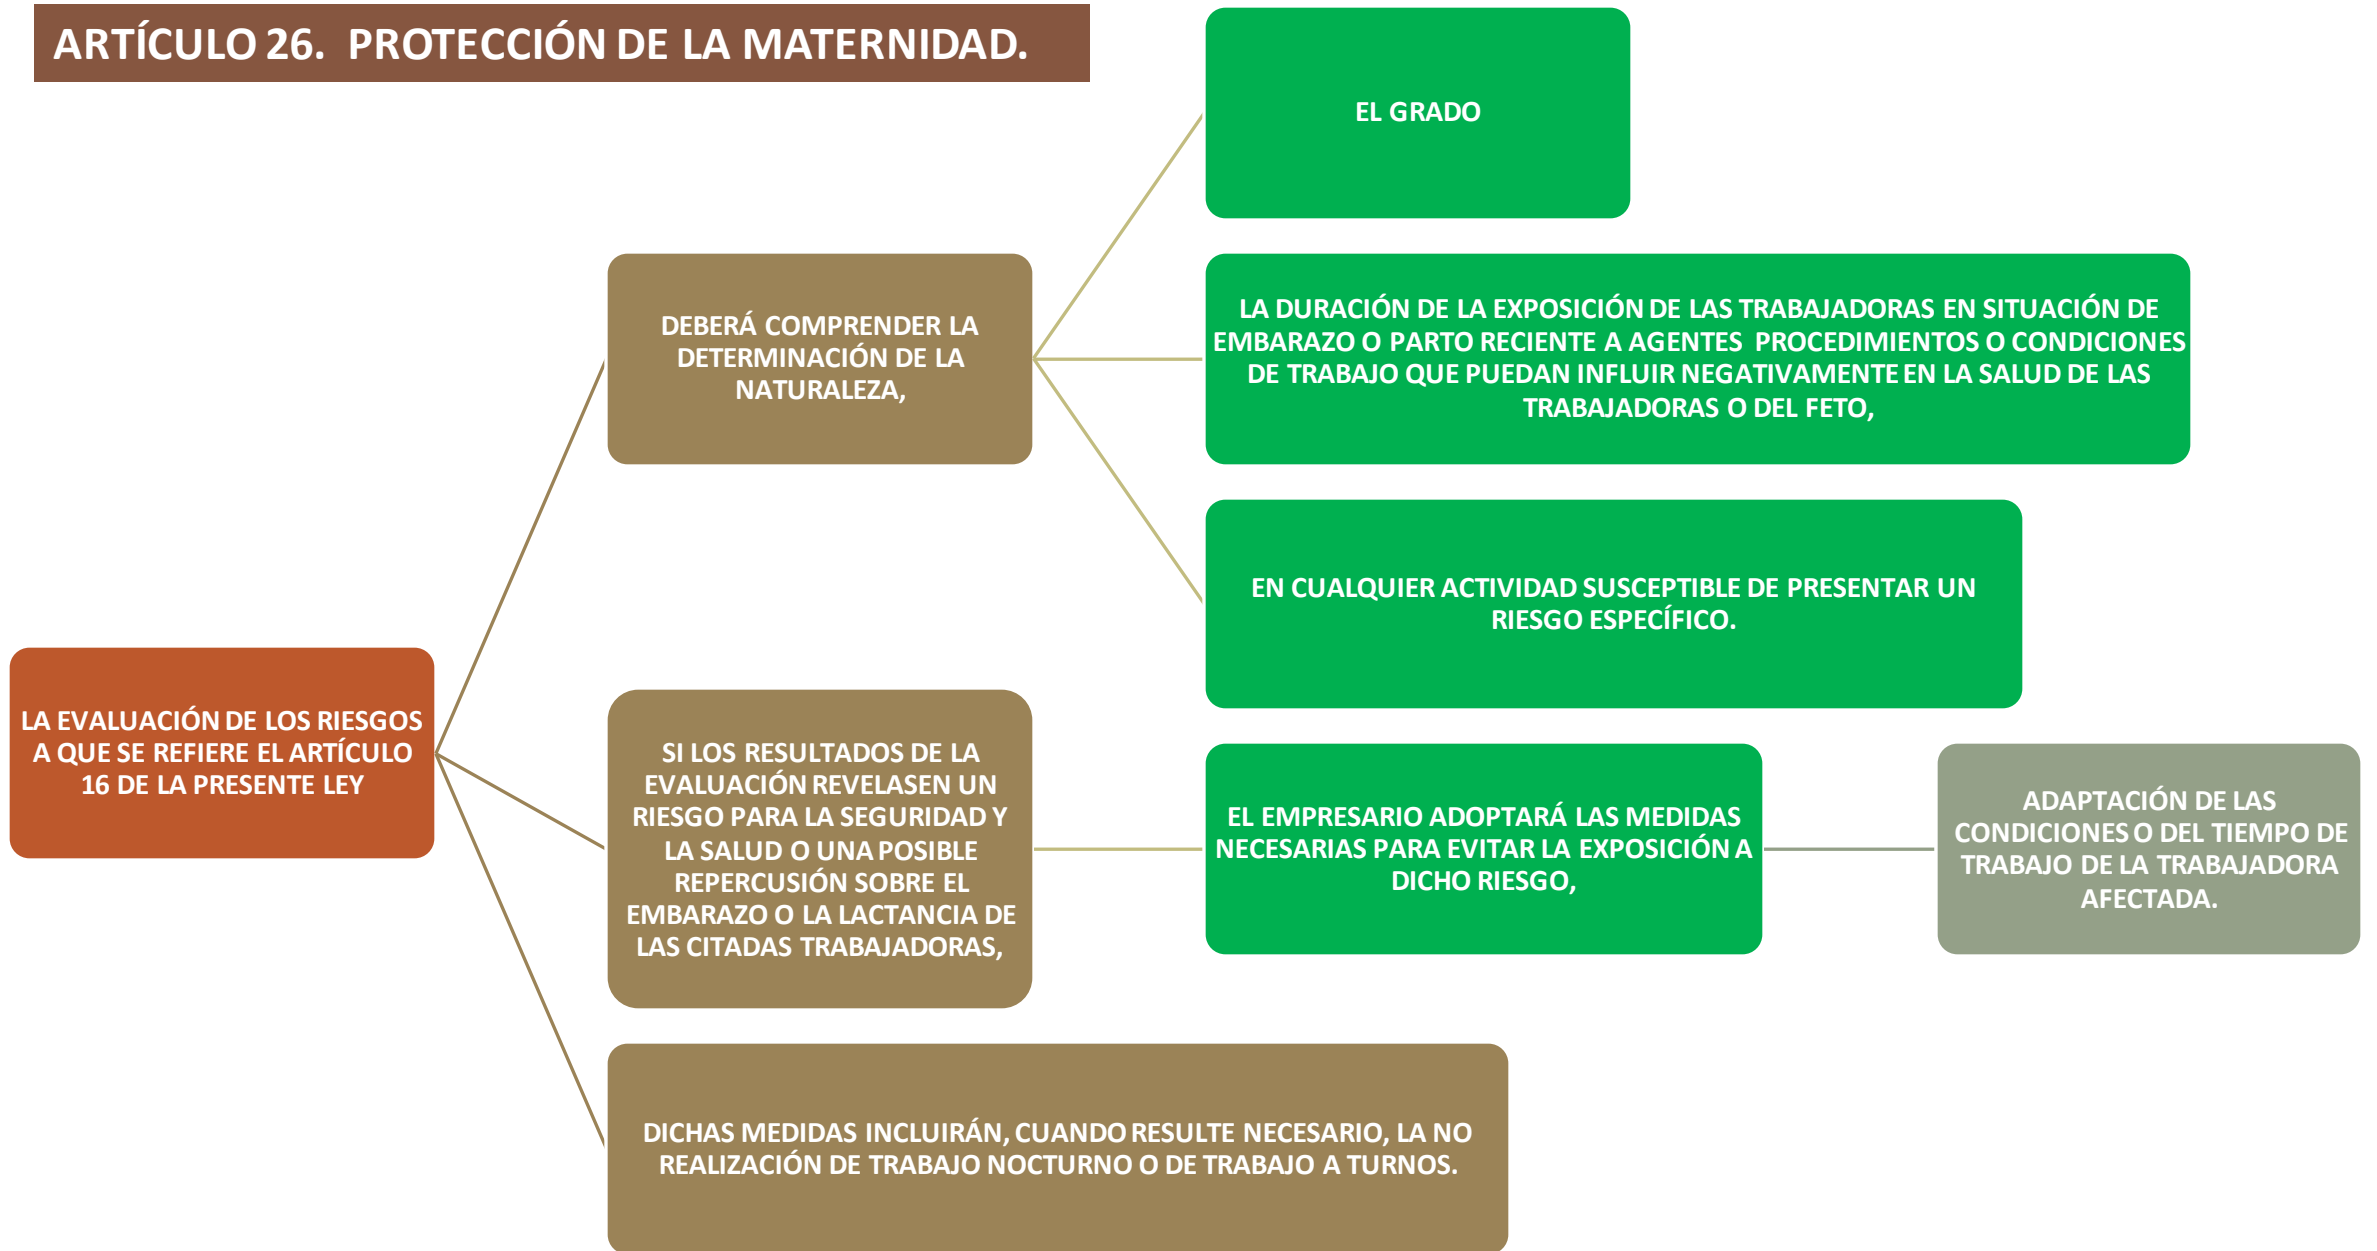 ARTÍCULO 26. PROTECCIÓN DE LA MATERNIDAD.
LA EVALUACIÓN DE LOS RIESGOS
A QUE SE REFIERE EL ARTÍCULO
16 DE LA PRESENTE LEY
DEBERÁ COMPRENDER LA
DETERMINACIÓN DE LA
NATURALEZA,
EL GRADO
LA DURACIÓN DE LA EXPOSICIÓN DE LAS TRABAJADORAS EN SITUACIÓN DE
EMBARAZO O PARTO RECIENTE A AGENTES PROCEDIMIENTOS O CONDICIONES
DE TRABAJO QUE PUEDAN INFLUIR NEGATIVAMENTE EN LA SALUD DE LAS
TRABAJADORAS O DEL FETO,
EN CUALQUIER ACTIVIDAD SUSCEPTIBLE DE PRESENTAR UN
RIESGO ESPECÍFICO.
SI LOS RESULTADOS DE LA
EVALUACIÓN REVELASEN UN
RIESGO PARA LA SEGURIDAD Y
LA SALUD O UNA POSIBLE
REPERCUSIÓN SOBRE EL
EMBARAZO O LA LACTANCIA DE
LAS CITADAS TRABAJADORAS,
EL EMPRESARIO ADOPTARÁ LAS MEDIDAS
NECESARIAS PARA EVITAR LA EXPOSICIÓN A
DICHO RIESGO,
ADAPTACIÓN DE LAS
CONDICIONES O DEL TIEMPO DE
TRABAJO DE LA TRABAJADORA
AFECTADA.
DICHAS MEDIDAS INCLUIRÁN, CUANDO RESULTE NECESARIO, LA NO
REALIZACIÓN DE TRABAJO NOCTURNO O DE TRABAJO A TURNOS.